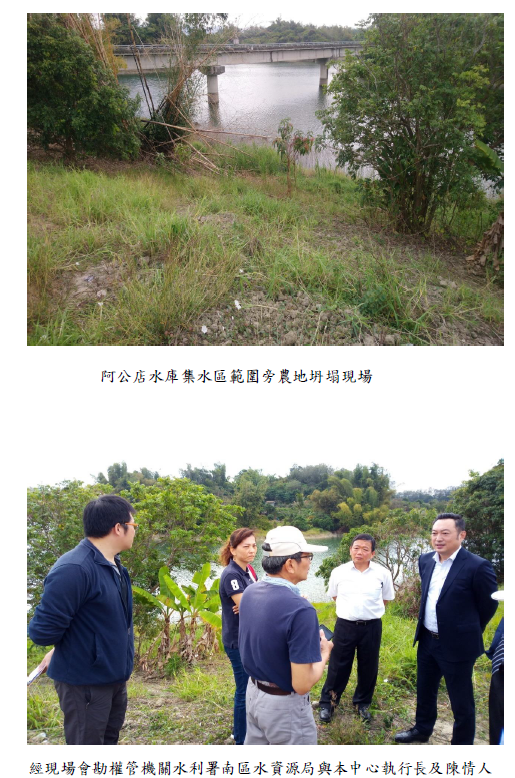 阿公店水庫集水區範圍旁農地坍塌現場
經現場會勘權管機關水利署南區水資源局與本中心執行長及陳情人